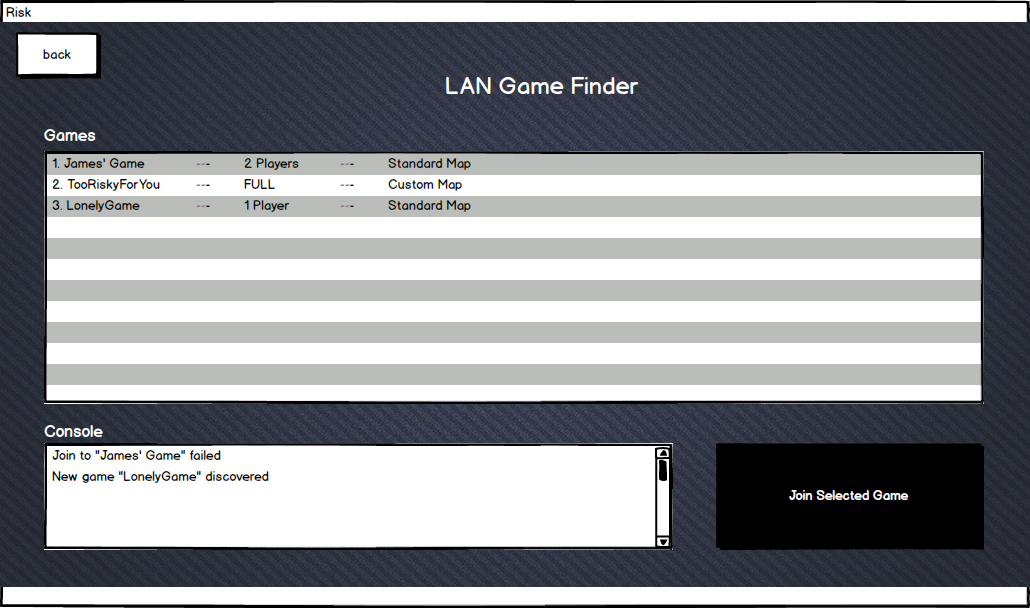 Risk
back
LAN Game Finder
Games
1. James' Game --- 2 Players --- Standard Map
2. TooRiskyForYou --- FULL --- Custom Map
3. LonelyGame --- 1 Player --- Standard Map
Console
Join to "James' Game" failed
New game "LonelyGame" discovered
Join Selected Game